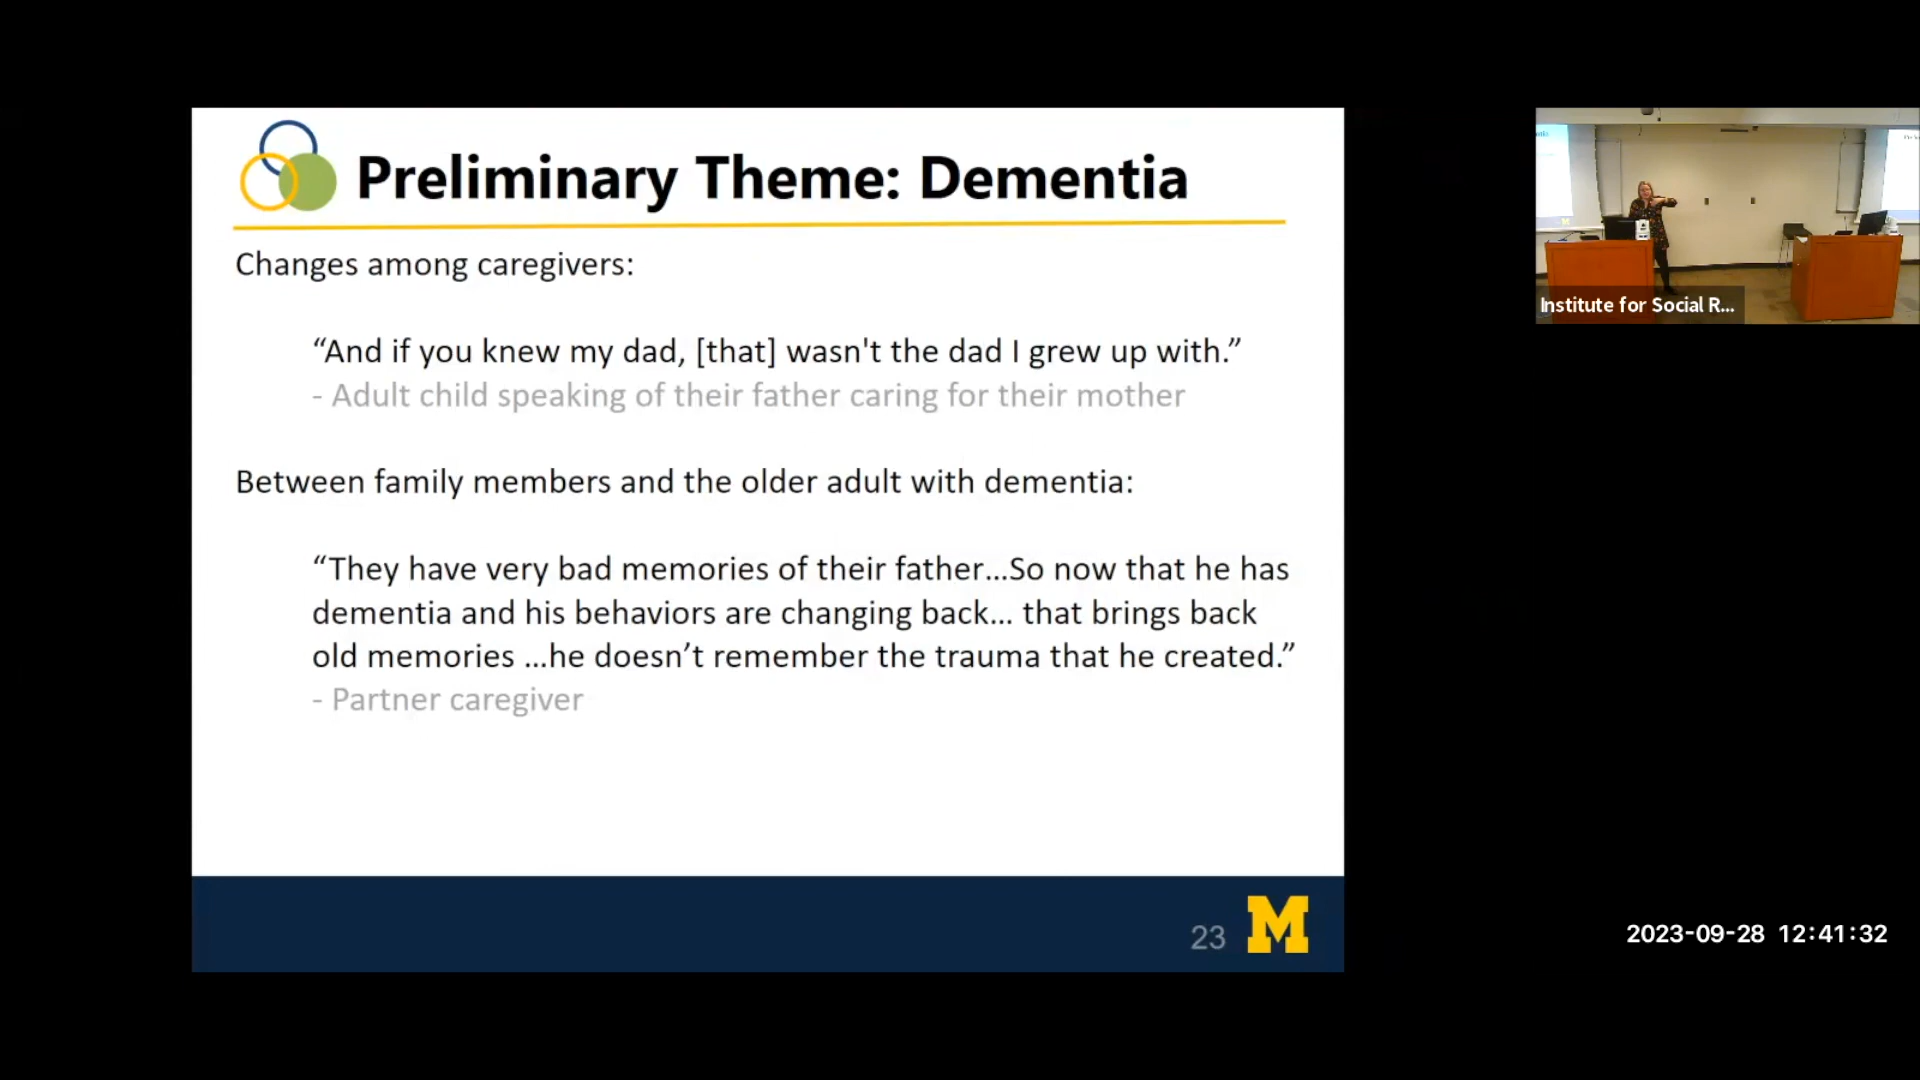 Preliminary Theme: Dementia
Changes among caregivers:
“And if you knew my dad, [that] wasn't the dad I grew up with.”
- Adult child speaking of their father caring for their mother
Between family members and the older adult with dementia:
“They have very bad memories of their father...So now that he has
dementia and his behaviors are changing back... that brings back
old memories ...he doesn’t remember the trauma that he created.”
- Partner caregiver
23
M
Institute for Social R...
2023-09-28 12:41:32